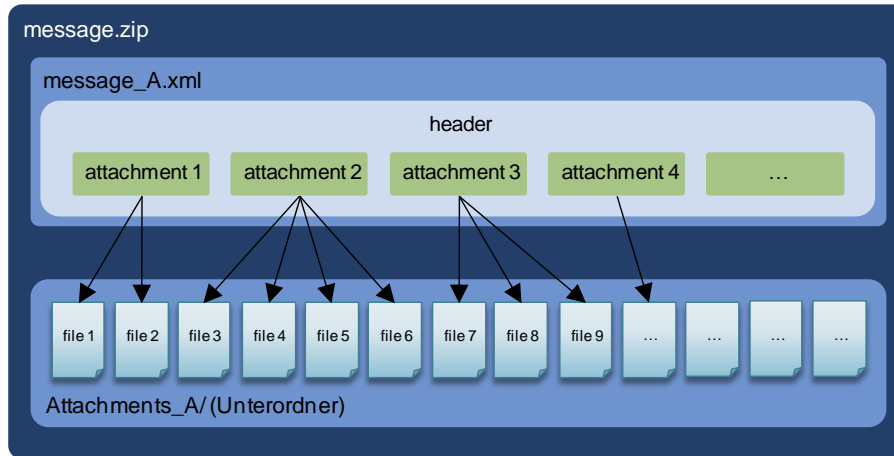 message.zip
message_A.xml
header
attachment 1 attachment 2 attachment 3 attachment 4 ...
file 1 file 2 file 3 file 4 file 5 file 6 file 7 file 8 file 9 ... ... ... ...
Attachments_A/ (Unterordner)